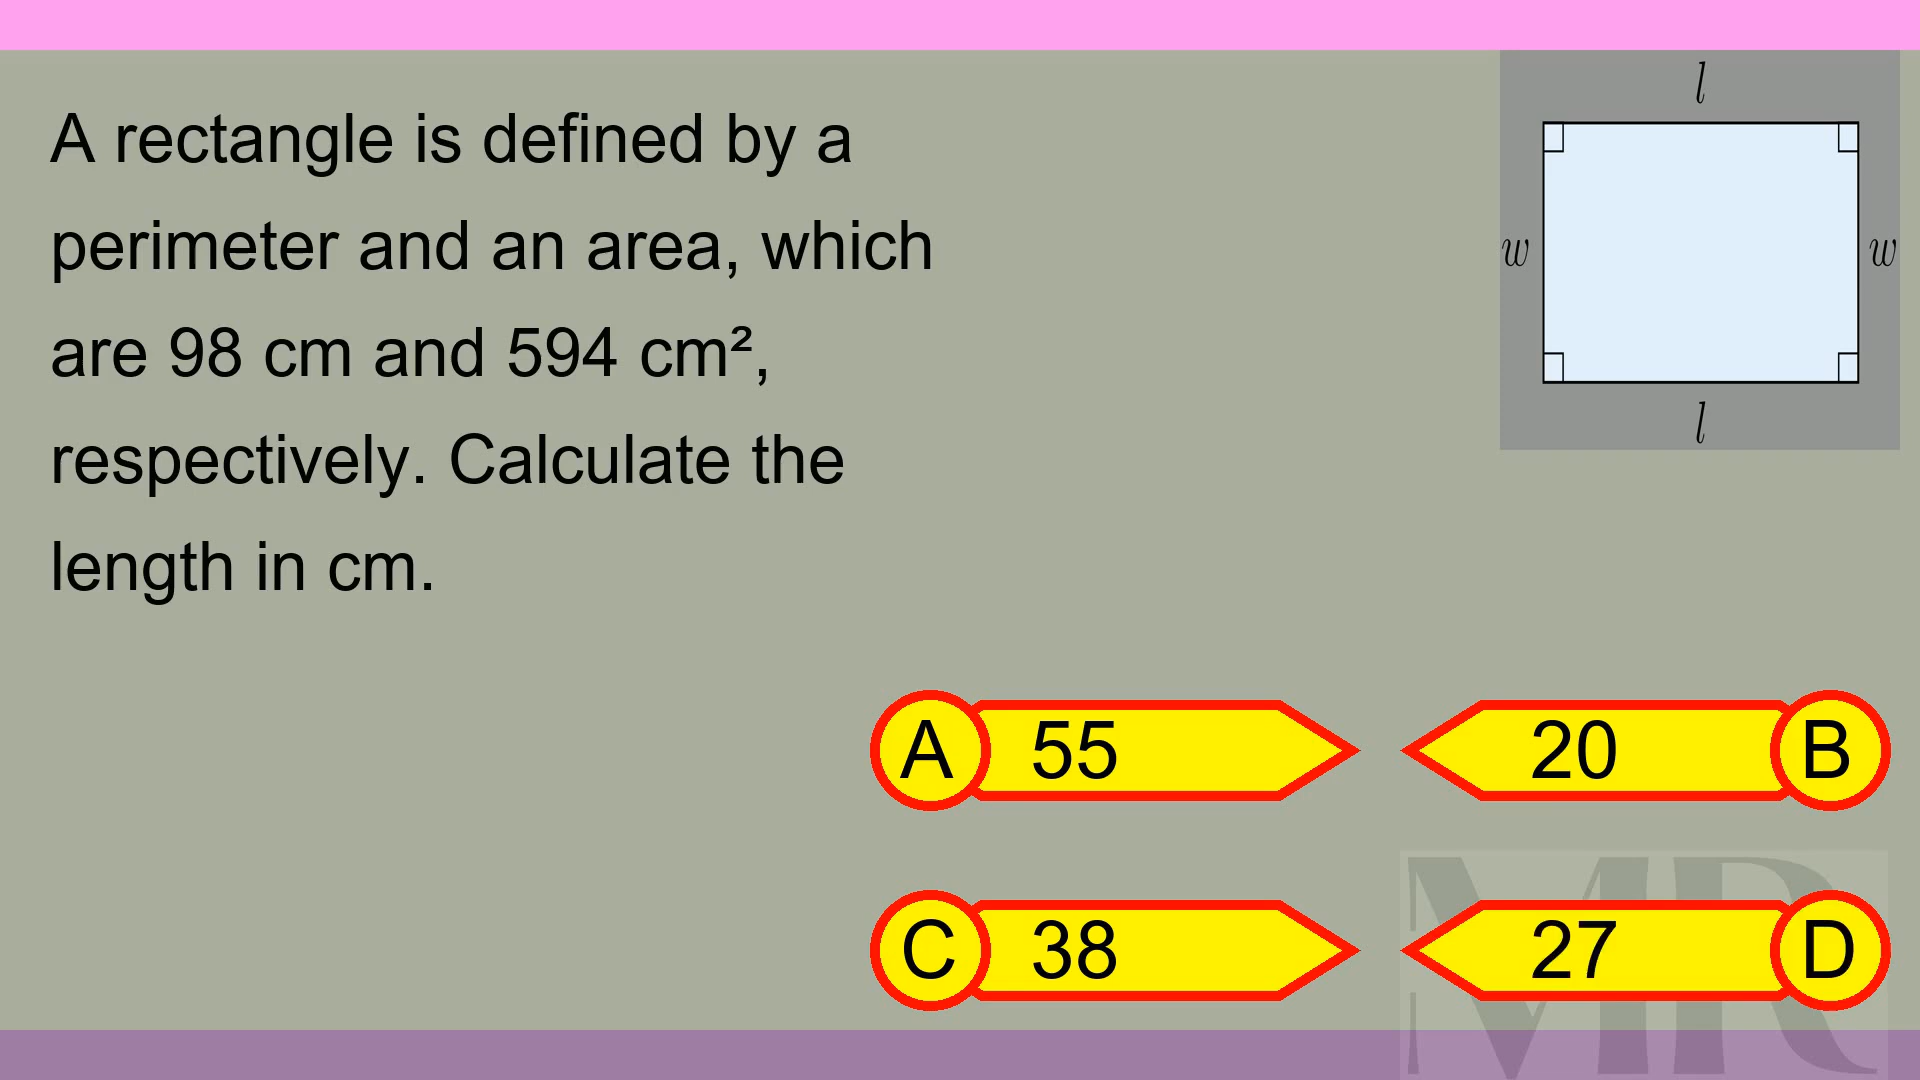 A rectangle is defined by a
perimeter and an area, which
are 98 cm and 594 cm²,
respectively. Calculate the
length in cm.
l
w
w
l
A 55
20 B
C 38
27 D
MR